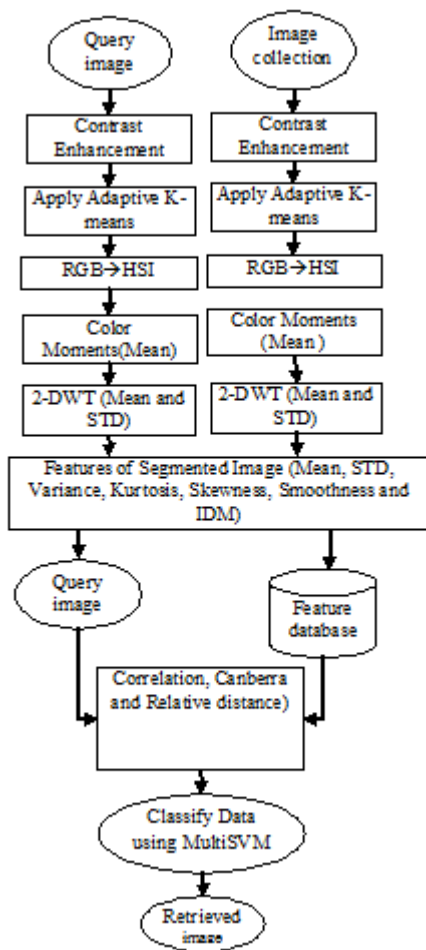 Query
image
Image
collection
Contrast
Enhancement
Contrast
Enhancement
Apply Adaptive K-
means
Apply Adaptive K-
means
RGB→HSI
RGB→HSI
Color
Moments(Mean)
Color Moments
(Mean )
2-DWT (Mean and
STD)
2-DWT (Mean and
STD)
Features of Segmented Image (Mean, STD,
Variance, Kurtosis, Skewness, Smoothness and
IDM)
Query
image
Feature
database
Correlation, Canberra
and Relative distance)
Classify Data
using MultiSVM
Retrieved
image